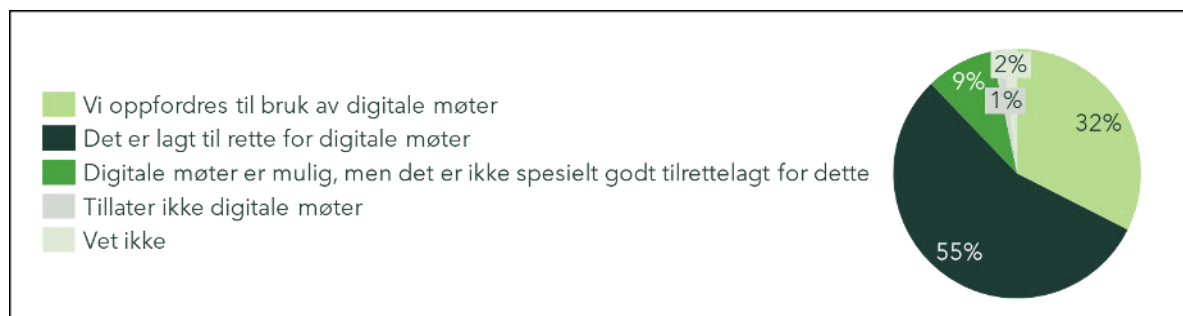 Vi oppfordres til bruk av digitale møter
Det er lagt til rette for digitale møter
Digitale møter er mulig, men det er ikke spesielt godt tilrettelagt for dette
Tillater ikke digitale møter
Vet ikke
2%
9%
1%
32%
55%